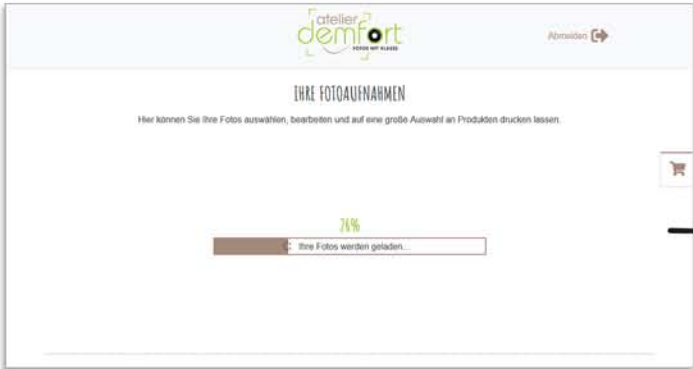 atelier
demfort
FOTOS MIT KLASSE
Abmelden
IHRE FOTOAUFNAHMEN
Hier können Sie Ihre Fotos auswählen, bearbeiten und auf eine große Auswahl an Produkten drucken lassen.
26%
Ihre Fotos werden geladen...